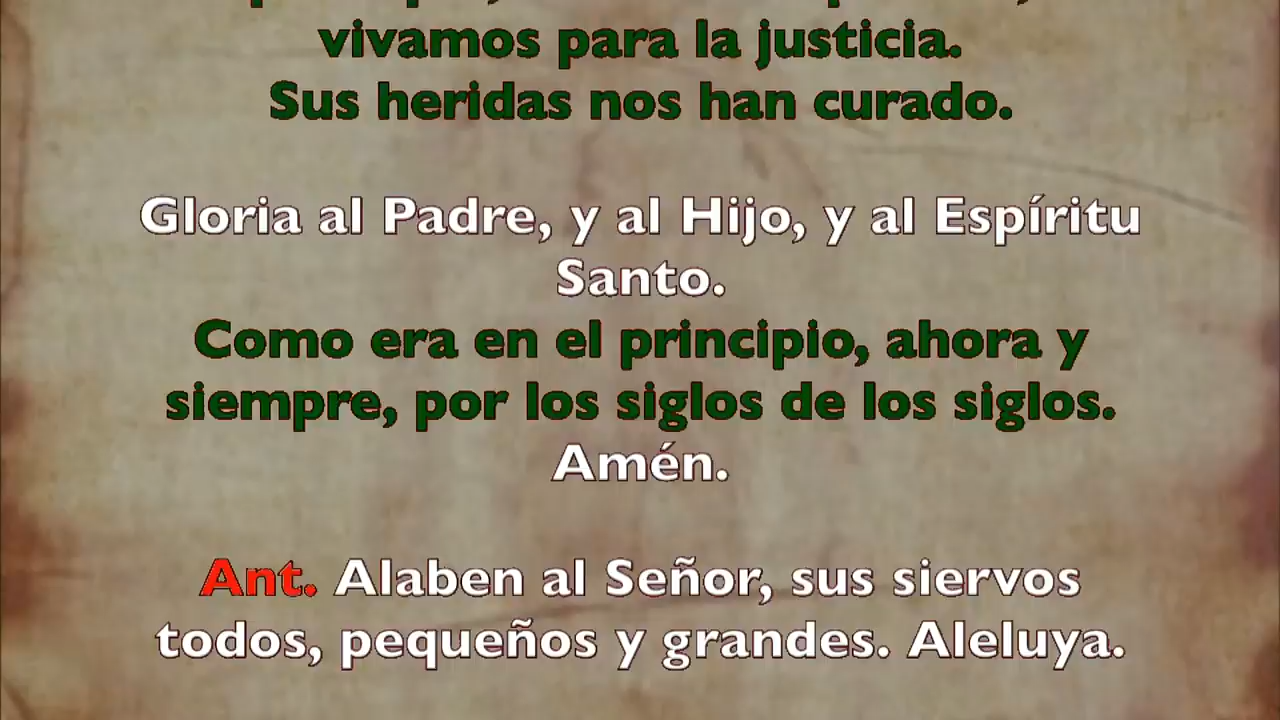 vivamos para la justicia.
Sus heridas nos han curado.
Gloria al Padre, y al Hijo, y al Espíritu
Santo.
Como era en el principio, ahora y
siempre, por los siglos de los siglos.
Amén.
Ant. Alaben al Señor, sus siervos
todos, pequeños y grandes. Aleluya.